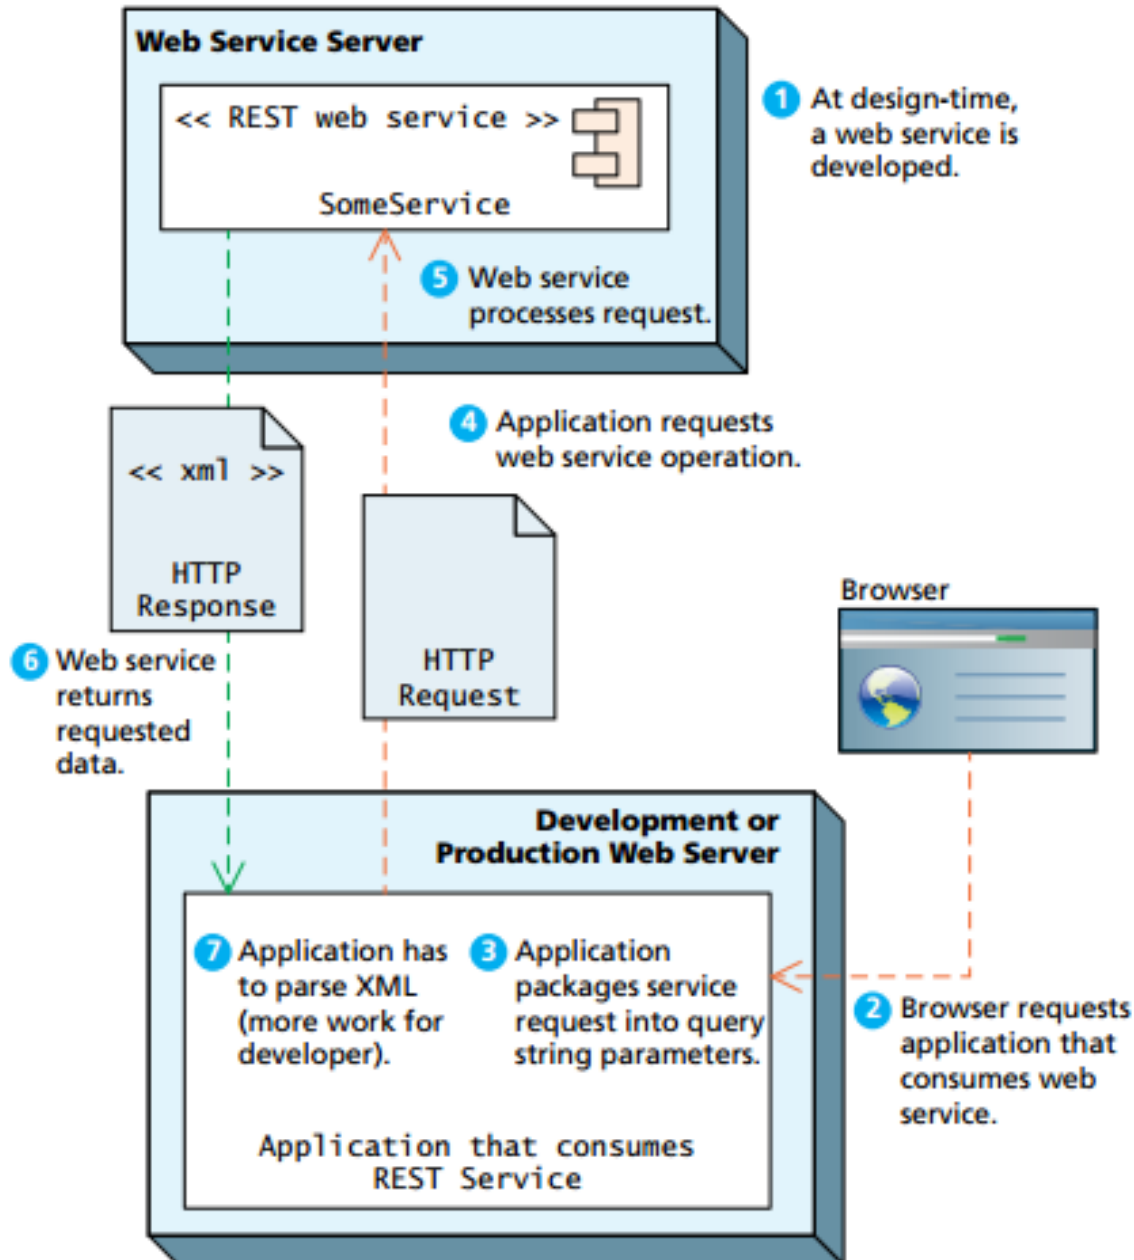 Web Service Server
<< REST web service >>
SomeService
1 At design-time,
a web service is
developed.
5 Web service
processes request.
4 Application requests
web service operation.
<< xml >>
HTTP
Response
HTTP
Request
6 Web service
returns
requested
data.
Browser
Development or
Production Web Server
7 Application has
to parse XML
(more work for
developer).
3 Application
packages service
request into query
string parameters.
2 Browser requests
application that
consumes web
service.
Application that consumes
REST Service